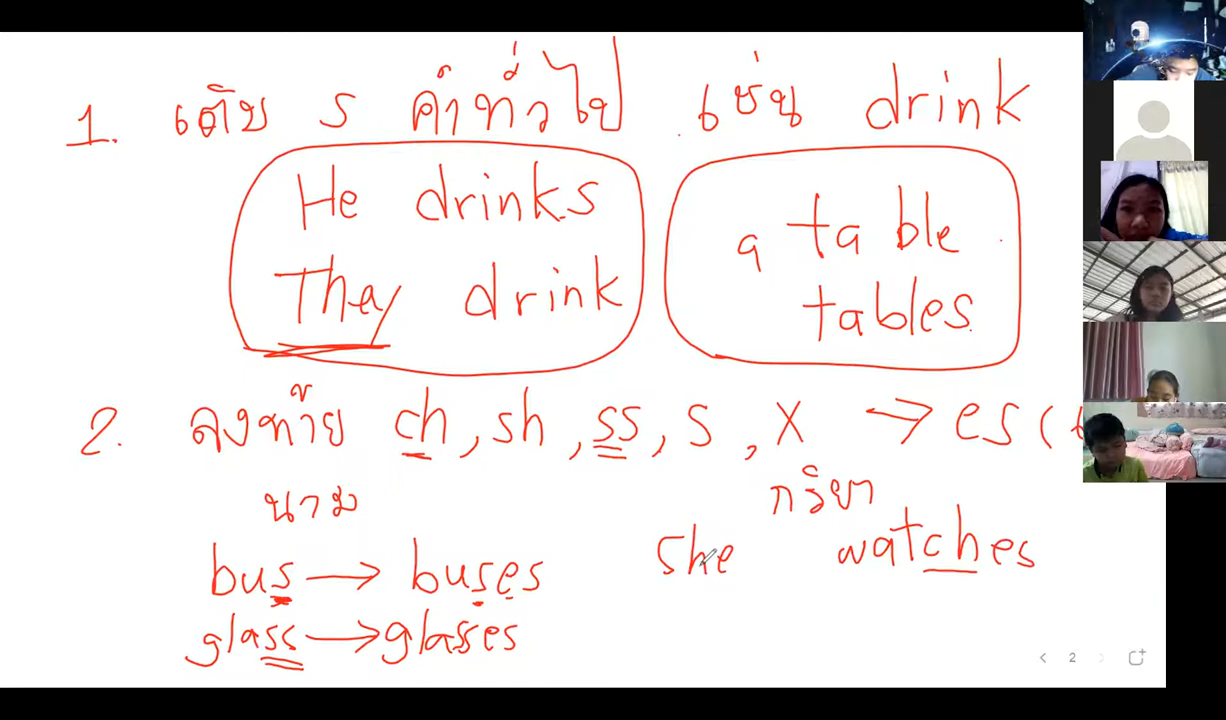 1. เติม s คำทั่วไป เช่น drink
He drinks
They drink
a table
tables
2. ลงท้าย ch, sh, ss, s, x → es (
นาม
bus → buses
glass → glasses
กริยา
She watches
2